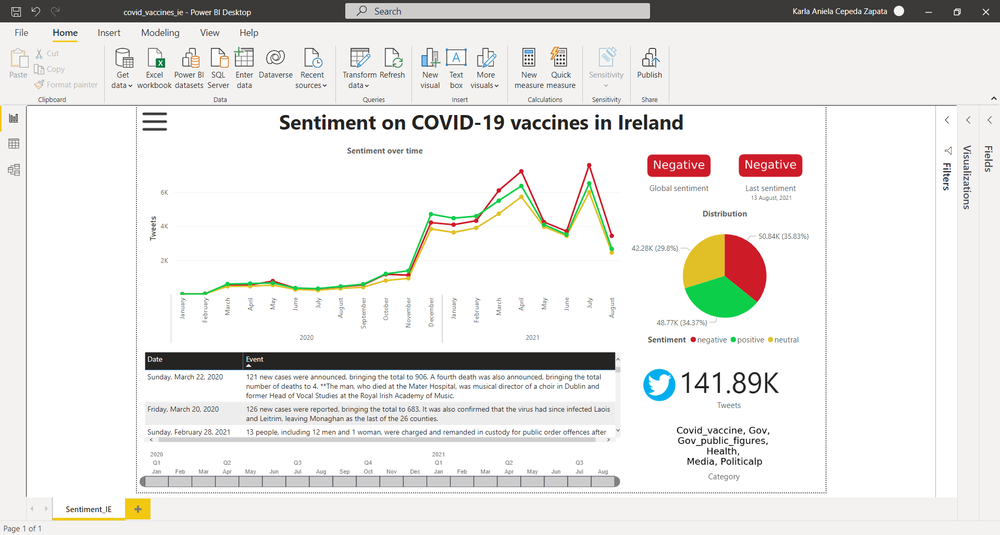 covid_vaccines_ie - Power BI Desktop
Search
Karla Aniela Cepeda Zapata
File Home Insert Modeling View Help
Paste
Cut
Copy
Format painter
Clipboard
Get data
Excel workbook
Power BI datasets
SQL Server
Enter data
Dataverse
Recent sources
Data
Transform data
Refresh
Queries
New visual
Text box
More visuals
Insert
New measure
Quick measure
Calculations
Sensitivity
Sensitivity
Publish
Share
Sentiment on COVID-19 vaccines in Ireland
Sentiment over time
Tweets
6K
4K
2K
January February March April May June July August September October November December January February March April May June July August
2020 2021
Negative
Global sentiment
Negative
Last sentiment
13 August, 2021
Distribution
50.84K (35.83%)
42.28K (29.8%)
48.77K (34.37%)
Sentiment negative positive neutral
Date Event
Sunday, March 22, 2020 121 new cases were announced, bringing the total to 906. A fourth death was also announced, bringing the total
number of deaths to 4. **The man, who died at the Mater Hospital, was musical director of a choir in Dublin and
former Head of Vocal Studies at the Royal Irish Academy of Music.
Friday, March 20, 2020 126 new cases were reported, bringing the total to 683. It was also confirmed that the virus had since infected Laois
and Leitrim, leaving Monaghan as the last of the 26 counties.
Sunday, February 28, 2021 13 people, including 12 men and 1 woman, were charged and remanded in custody for public order offences after
141.89K
Tweets
Covid_vaccine, Gov,
Gov_public_figures,
Health,
Media, Politicalp
Category
2020 2021
Q1 Q2 Q3 Q4 Q1 Q2 Q3
Jan Feb Mar Apr May Jun Jul Aug Sep Oct Nov Dec Jan Feb Mar Apr May Jun Jul Aug
Filters
Visualizations
Fields
Sentiment_IE
Page 1 of 1